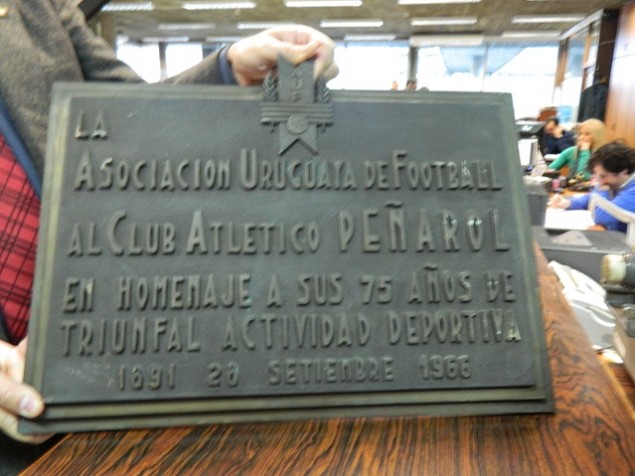 AUF
LA
ASOCIACION URUGUAYA DE FOOTBALL
AL CLUB ATLETICO PEÑAROL
EN HOMENAJE A SUS 75 AÑOS DE
TRIUNFAL ACTIVIDAD DEPORTIVA
1891 28 SETIEMBRE 1966